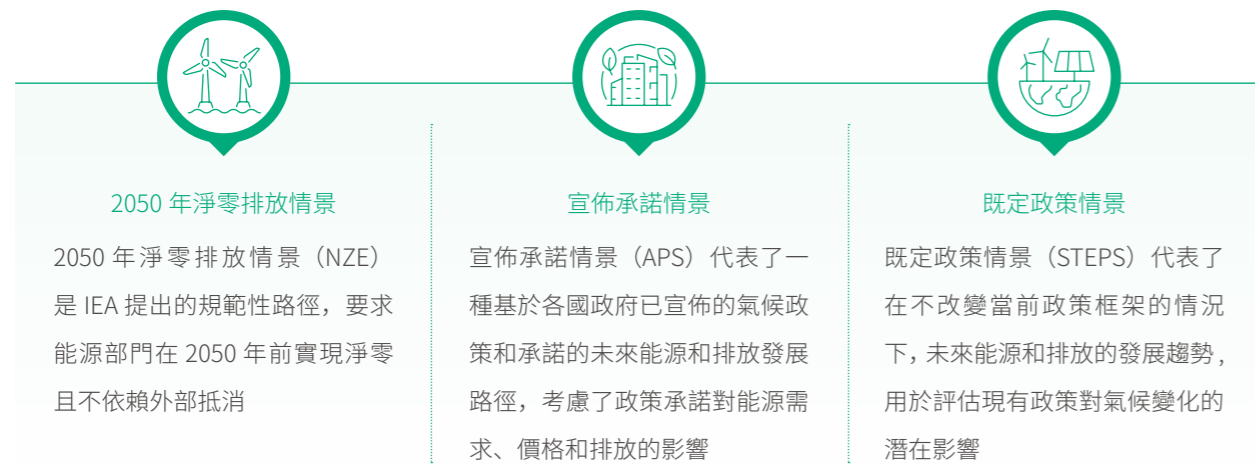 2050 年淨零排放情景
2050 年淨零排放情景（NZE）
是 IEA 提出的規範性路徑，要求
能源部門在 2050 年前實現淨零
且不依賴外部抵消
宣佈承諾情景
宣佈承諾情景（APS）代表了一
種基於各國政府已宣佈的氣候政
策和承諾的未來能源和排放發展
路徑，考慮了政策承諾對能源需
求、價格和排放的影響
既定政策情景
既定政策情景（STEPS）代表了
在不改變當前政策框架的情況
下，未來能源和排放的發展趨勢，
用於評估現有政策對氣候變化的
潛在影響